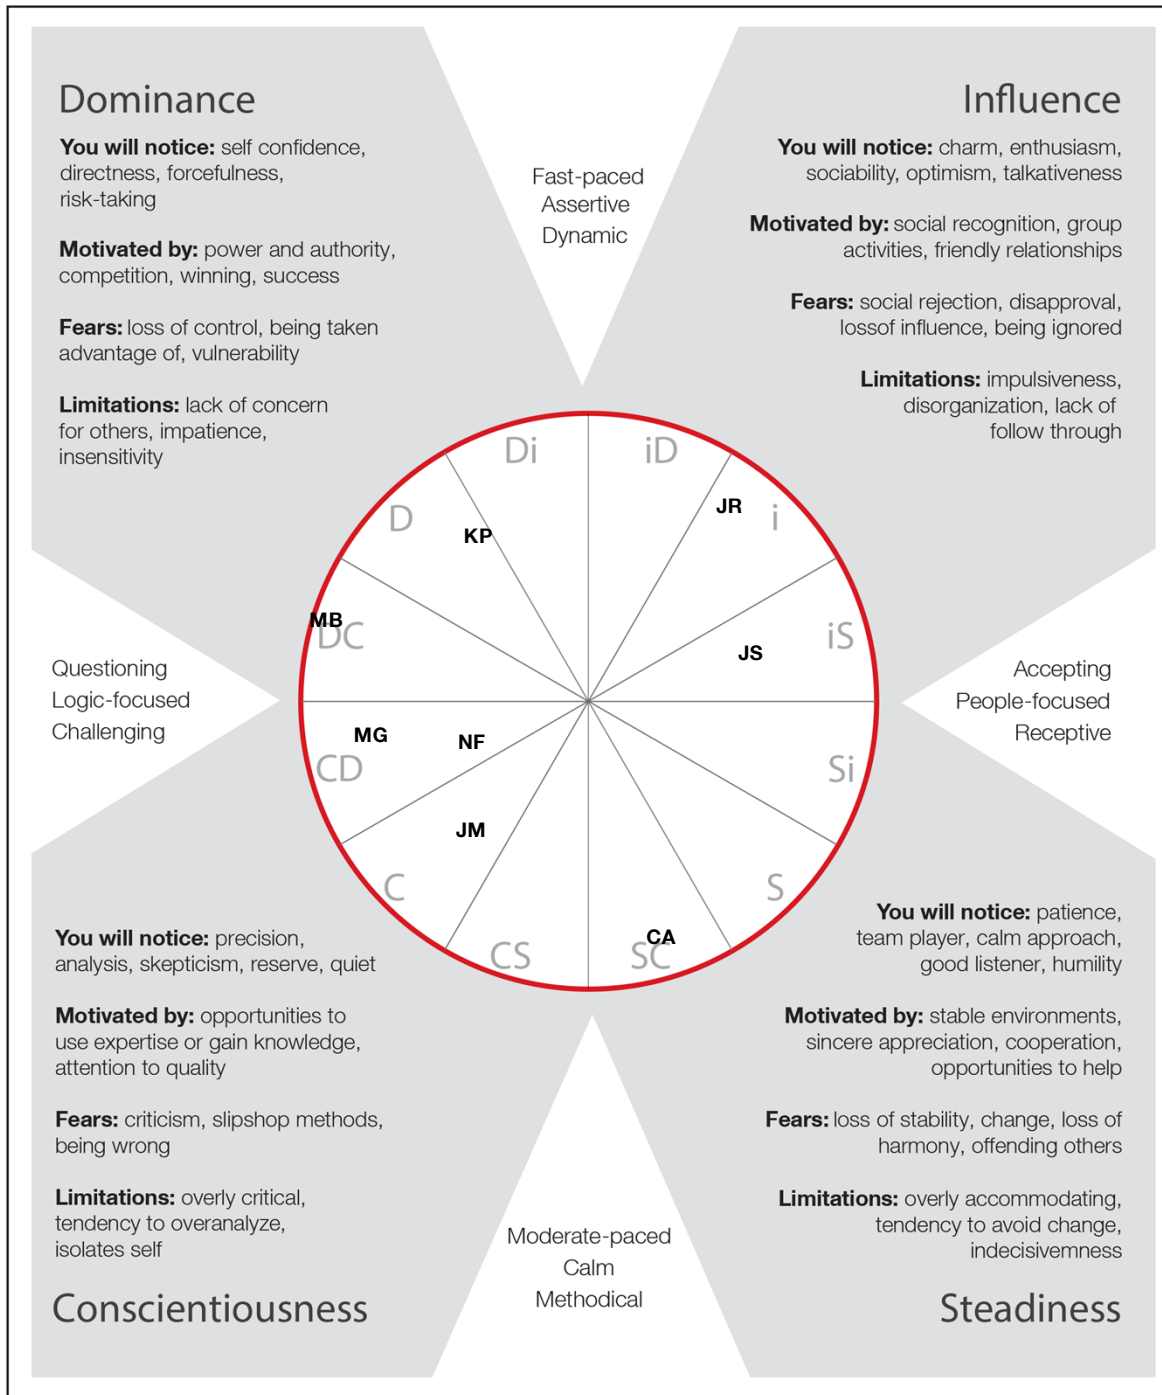 Dominance
You will notice: self confidence,
directness, forcefulness,
risk-taking
Motivated by: power and authority,
competition, winning, success
Fears: loss of control, being taken
advantage of, vulnerability
Limitations: lack of concern
for others, impatience,
insensitivity
Fast-paced
Assertive
Dynamic
Influence
You will notice: charm, enthusiasm,
sociability, optimism, talkativeness
Motivated by: social recognition, group
activities, friendly relationships
Fears: social rejection, disapproval,
lossof influence, being ignored
Limitations: impulsiveness,
disorganization, lack of
follow through
Di
iD
D
KP
JR
i
MB
DC
JS
iS
Questioning
Logic-focused
Challenging
Accepting
People-focused
Receptive
MG
NF
CD
Si
JM
C
S
CS
CA
SC
You will notice: precision,
analysis, skepticism, reserve, quiet
Motivated by: opportunities to
use expertise or gain knowledge,
attention to quality
Fears: criticism, slipshop methods,
being wrong
Limitations: overly critical,
tendency to overanalyze,
isolates self
Conscientiousness
Moderate-paced
Calm
Methodical
You will notice: patience,
team player, calm approach,
good listener, humility
Motivated by: stable environments,
sincere appreciation, cooperation,
opportunities to help
Fears: loss of stability, change, loss of
harmony, offending others
Limitations: overly accommodating,
tendency to avoid change,
indecisivemness
Steadiness